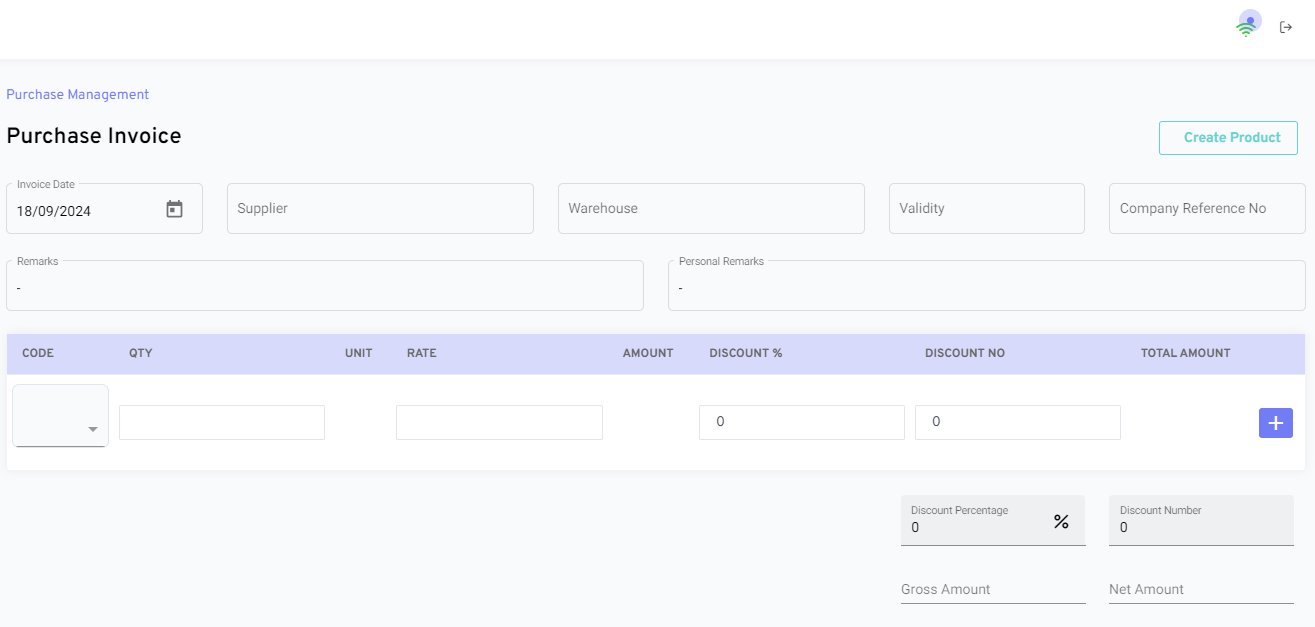 Purchase Management
Purchase Invoice
Create Product
Invoice Date
18/09/2024
Supplier
Warehouse
Validity
Company Reference No
Remarks
-
Personal Remarks
-
CODE QTY UNIT RATE AMOUNT DISCOUNT % DISCOUNT NO TOTAL AMOUNT
0 0
+
Discount Percentage
0 %
Discount Number
0
Gross Amount
Net Amount